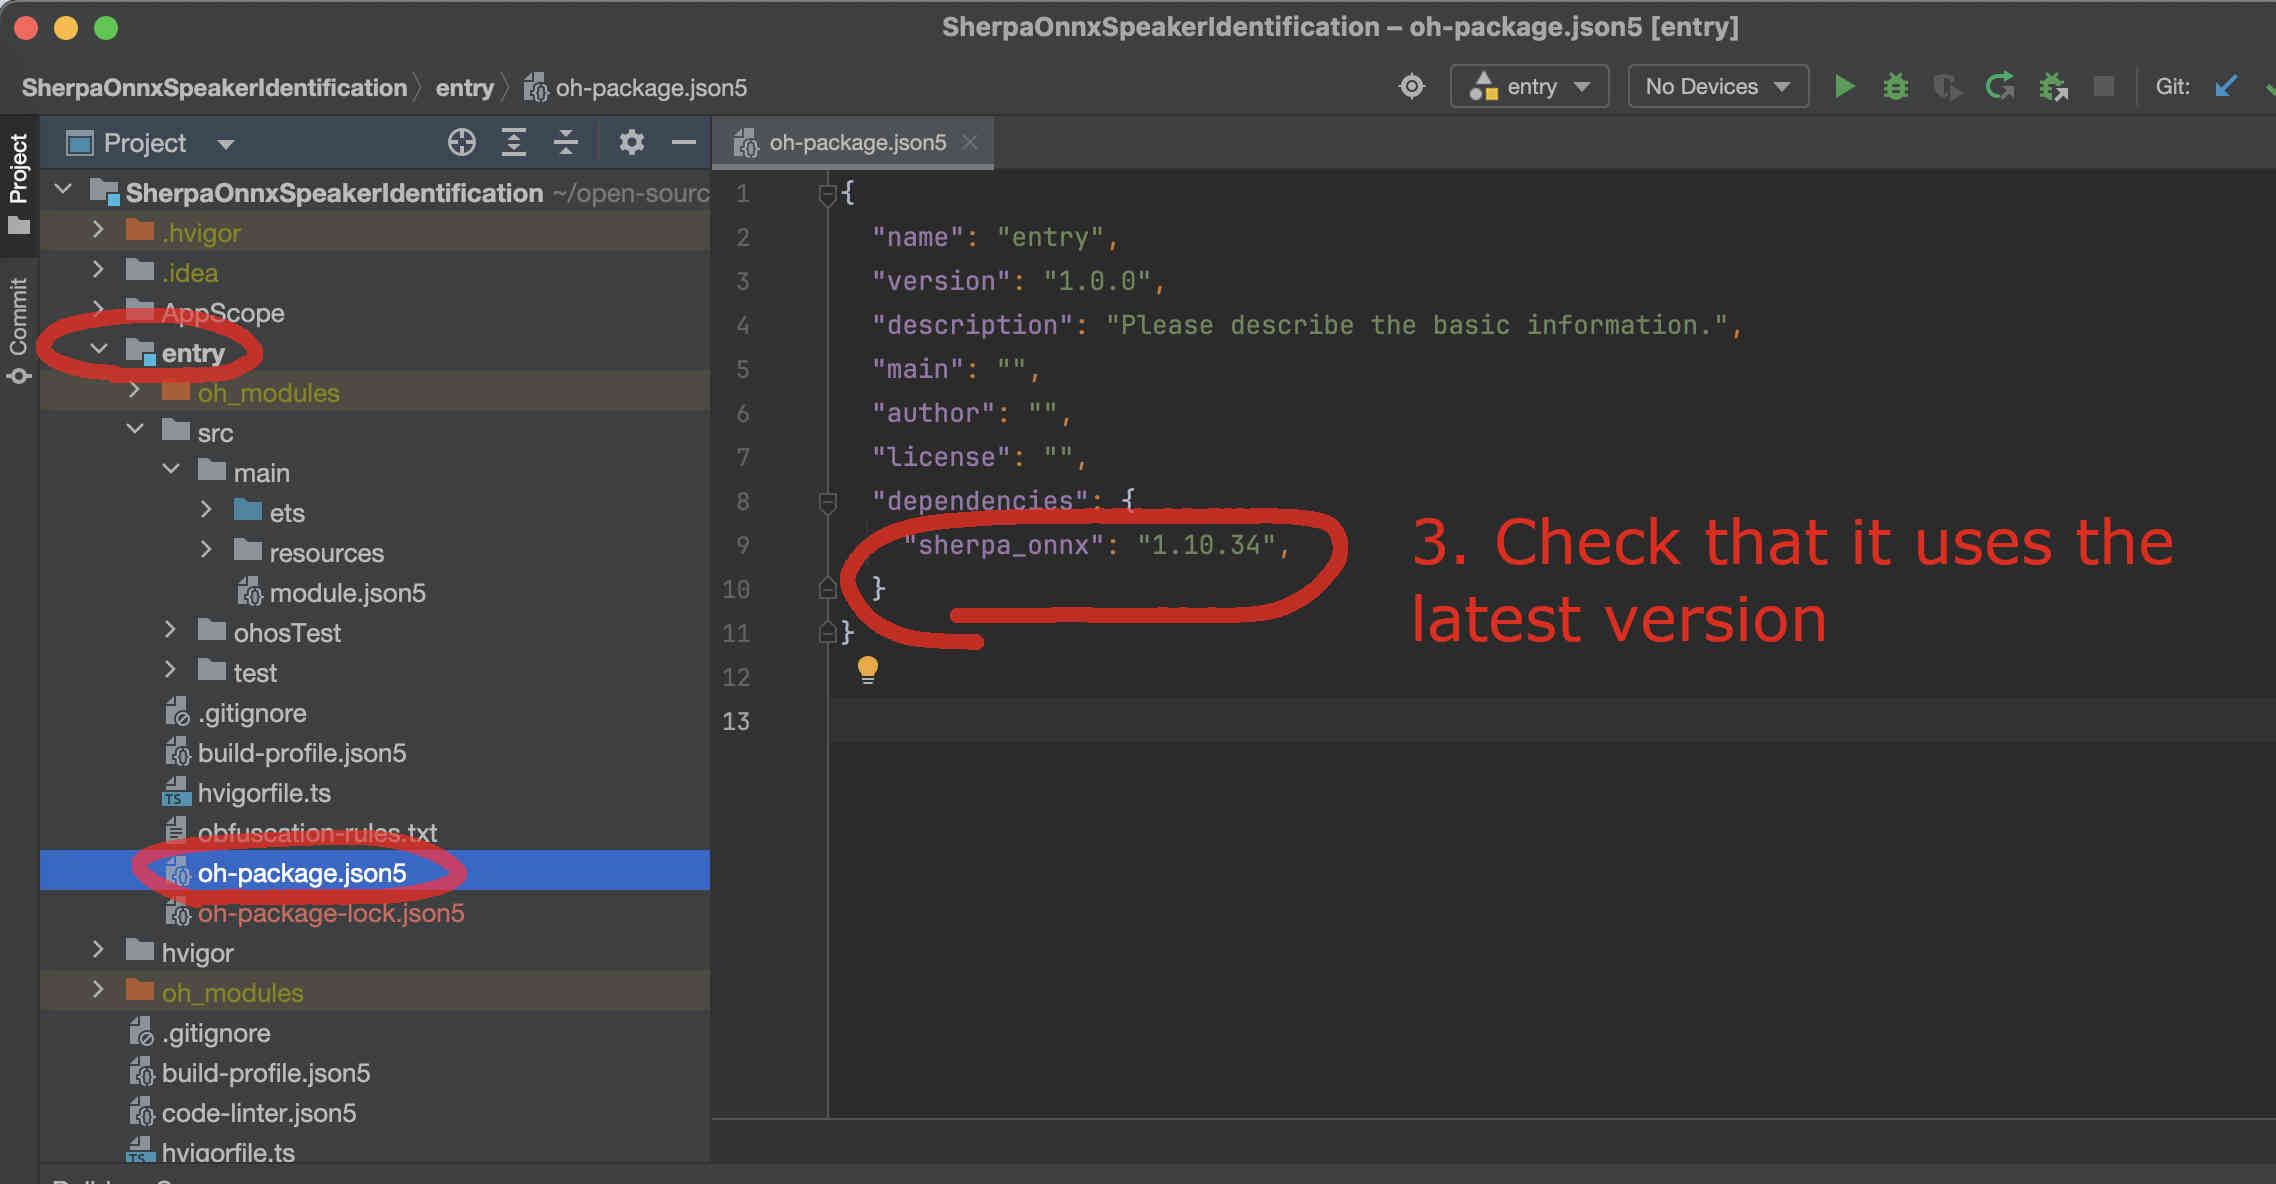 SherpaOnnxSpeakerIdentification – oh-package.json5 [entry]
SherpaOnnxSpeakerIdentification entry oh-package.json5
entry
No Devices
Git:
Project
Commit
Project
oh-package.json5
SherpaOnnxSpeakerIdentification ~/open-sourc
.hvigor
.idea
AppScope
entry
oh_modules
src
main
ets
resources
module.json5
ohosTest
test
.gitignore
build-profile.json5
hvigorfile.ts
obfuscation-rules.txt
oh-package.json5
oh-package-lock.json5
hvigor
oh_modules
.gitignore
build-profile.json5
code-linter.json5
hvigorfile.ts
1 {
2 "name": "entry",
3 "version": "1.0.0",
4 "description": "Please describe the basic information.",
5 "main": "",
6 "author": "",
7 "license": "",
8 "dependencies": {
9 "sherpa_onnx": "1.10.34",
10 }
11 }
12
13
3. Check that it uses the
latest version